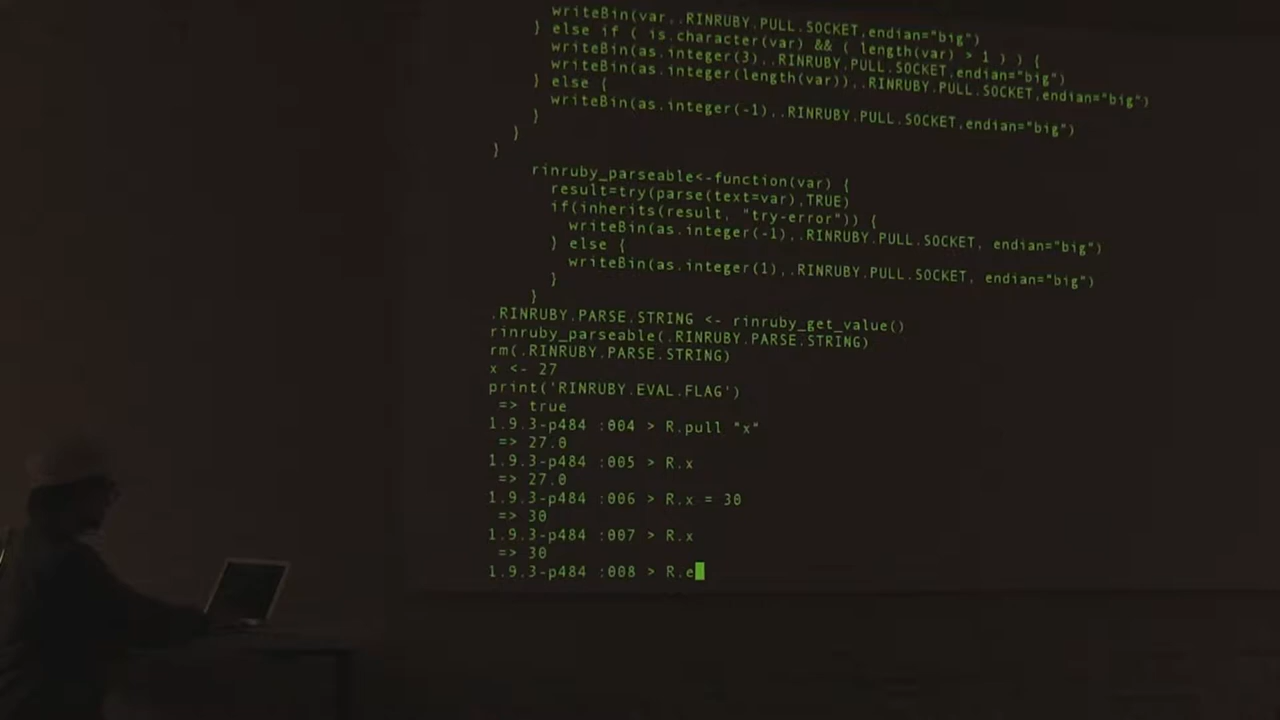 writeBin(var,.RINRUBY.PULL.SOCKET,endian="big")
} else if ( is.character(var) && ( length(var) > 1 ) ) {
writeBin(as.integer(3),.RINRUBY.PULL.SOCKET,endian="big")
writeBin(as.integer(length(var)),.RINRUBY.PULL.SOCKET,endian="big")
} else {
writeBin(as.integer(-1),.RINRUBY.PULL.SOCKET,endian="big")
}
}
}
rinruby_parseable<-function(var) {
result=try(parse(text=var),TRUE)
if(inherits(result, "try-error")) {
writeBin(as.integer(-1),.RINRUBY.PULL.SOCKET, endian="big")
} else {
writeBin(as.integer(1),.RINRUBY.PULL.SOCKET, endian="big")
}
}
.RINRUBY.PARSE.STRING <- rinruby_get_value()
rinruby_parseable(.RINRUBY.PARSE.STRING)
rm(.RINRUBY.PARSE.STRING)
x <- 27
print('RINRUBY.EVAL.FLAG')
=> true
1.9.3-p484 :004 > R.pull "x"
=> 27.0
1.9.3-p484 :005 > R.x
=> 27.0
1.9.3-p484 :006 > R.x = 30
=> 30
1.9.3-p484 :007 > R.x
=> 30
1.9.3-p484 :008 > R.e